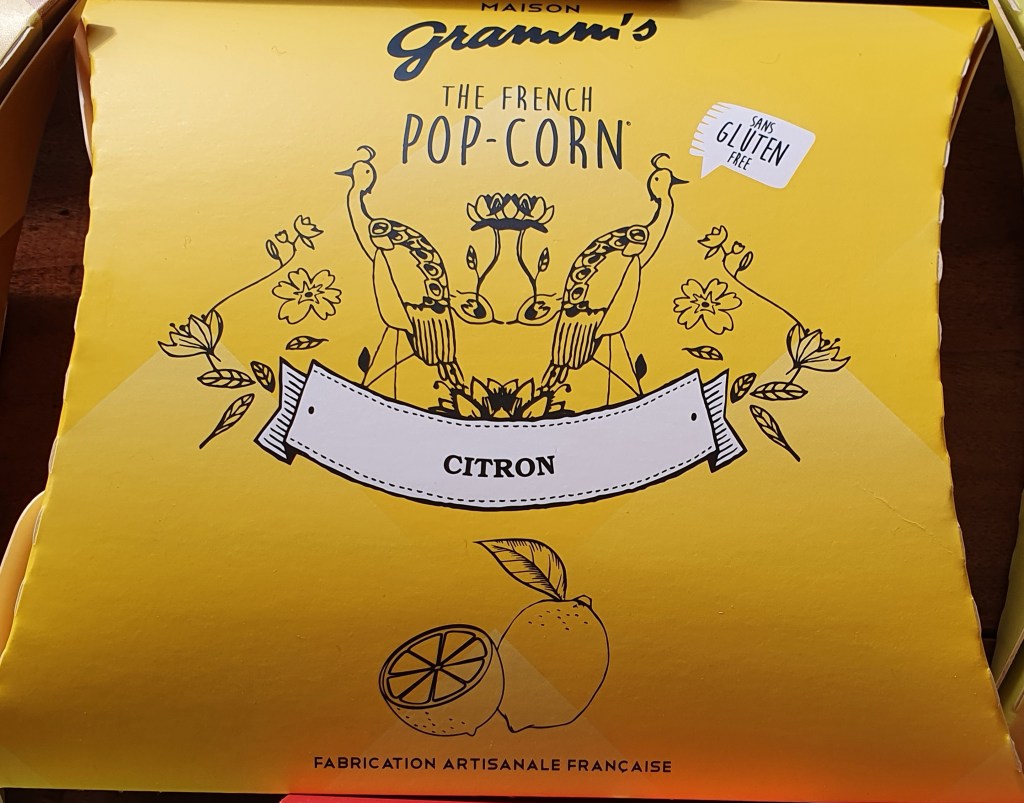 MAISON
Gramm's
THE FRENCH
POP-CORN®
SANS
GLUTEN
FREE
CITRON
FABRICATION ARTISANALE FRANÇAISE